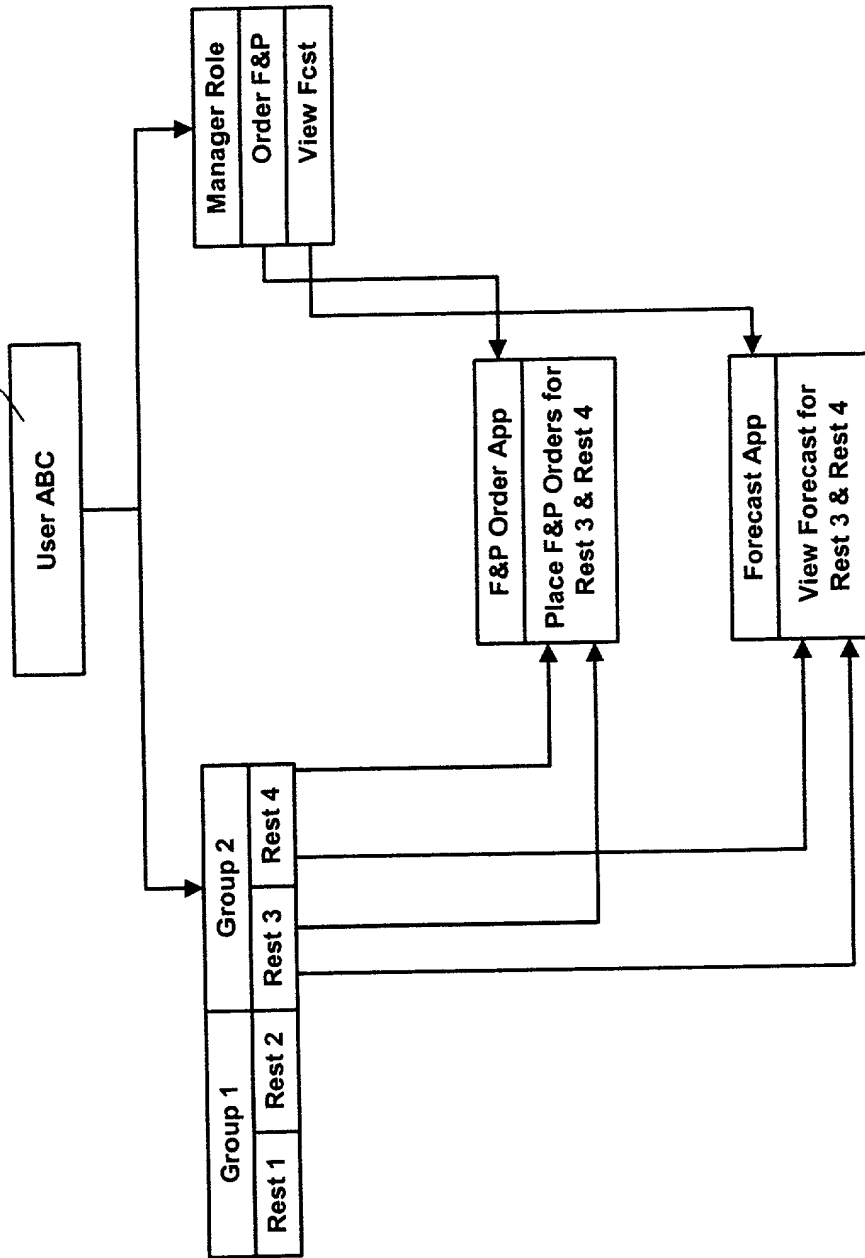 User ABC
Manager Role
Order F&P
View Fcst
Group 1
Group 2
Rest 1
Rest 2
Rest 3
Rest 4
F&P Order App
Place F&P Orders for
Rest 3 & Rest 4
Forecast App
View Forecast for
Rest 3 & Rest 4